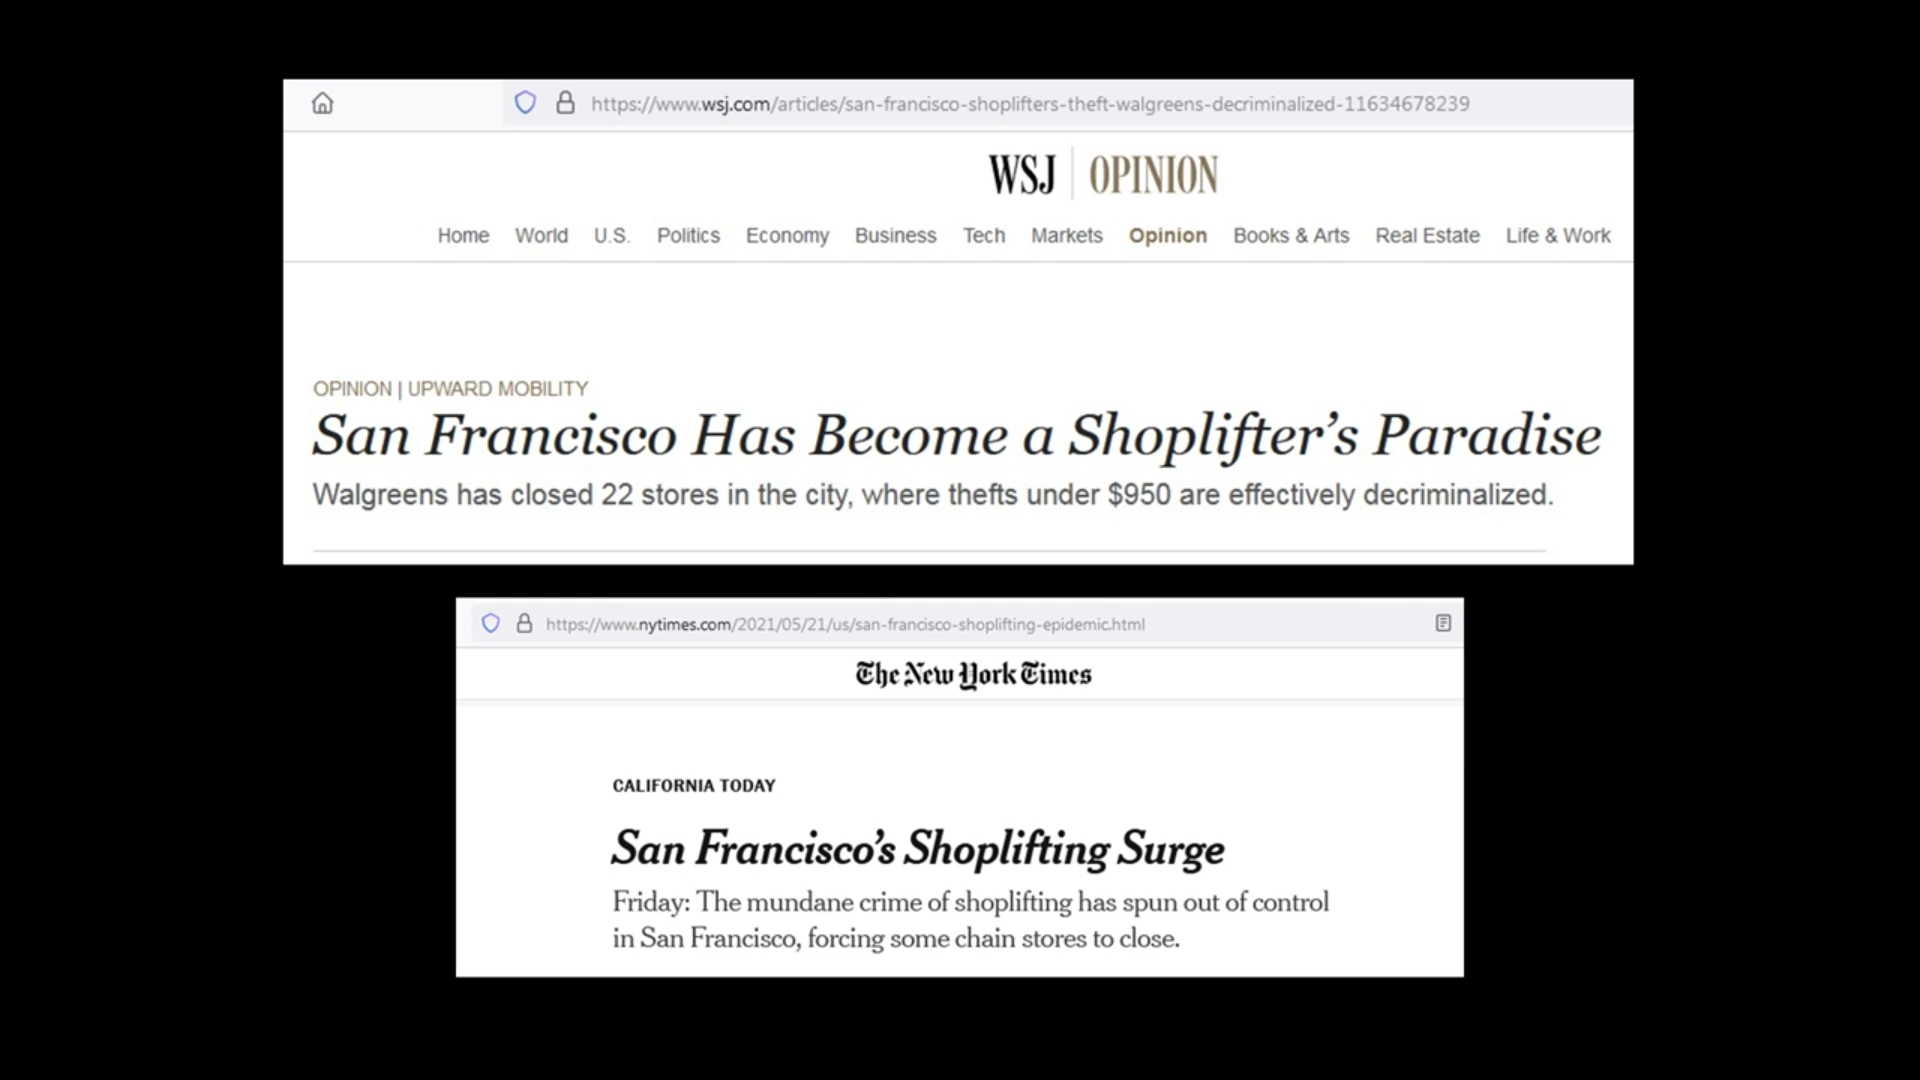 https://www.wsj.com/articles/san-francisco-shoplifters-theft-walgreens-decriminalized-11634678239
WSJ | OPINION
Home World U.S. Politics Economy Business Tech Markets Opinion Books & Arts Real Estate Life & Work
OPINION | UPWARD MOBILITY
San Francisco Has Become a Shoplifter’s Paradise
Walgreens has closed 22 stores in the city, where thefts under $950 are effectively decriminalized.
https://www.nytimes.com/2021/05/21/us/san-francisco-shoplifting-epidemic.html
The New York Times
CALIFORNIA TODAY
San Francisco’s Shoplifting Surge
Friday: The mundane crime of shoplifting has spun out of control
in San Francisco, forcing some chain stores to close.